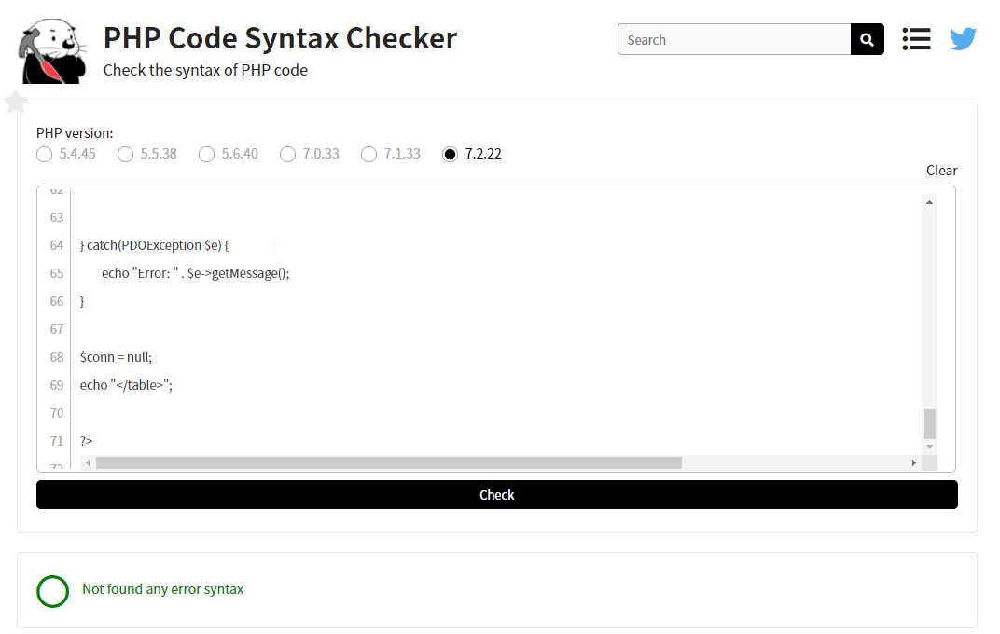 PHP Code Syntax Checker
Check the syntax of PHP code
Search
PHP version:
5.4.45 5.5.38 5.6.40 7.0.33 7.1.33 7.2.22
Clear
62
63
64 } catch(PDOException $e) {
65 echo "Error: " . $e->getMessage();
66 }
67
68 $conn = null;
69 echo "</table>";
70
71 ?>
72
Check
Not found any error syntax